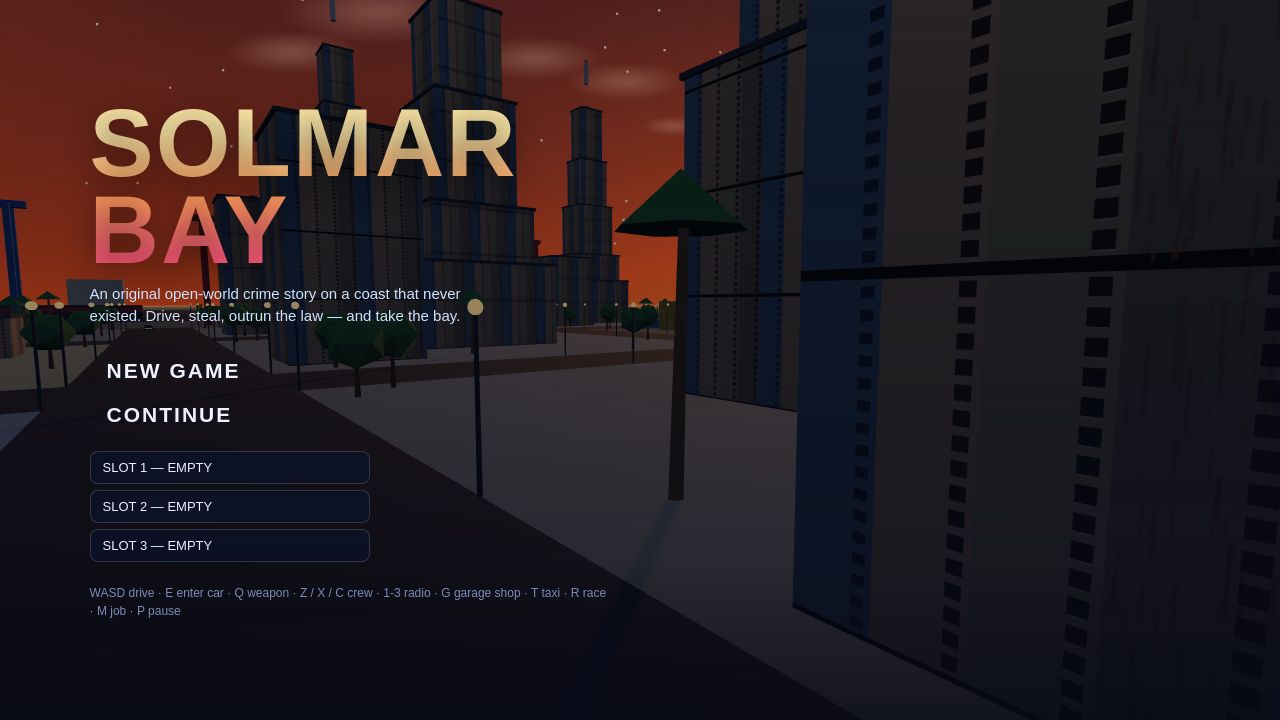 SOLMAR
BAY
An original open-world crime story on a coast that never
existed. Drive, steal, outrun the law — and take the bay.
NEW GAME
CONTINUE
SLOT 1 — EMPTY
SLOT 2 — EMPTY
SLOT 3 — EMPTY
WASD drive · E enter car · Q weapon · Z / X / C crew · 1-3 radio · G garage shop · T taxi · R race
· M job · P pause